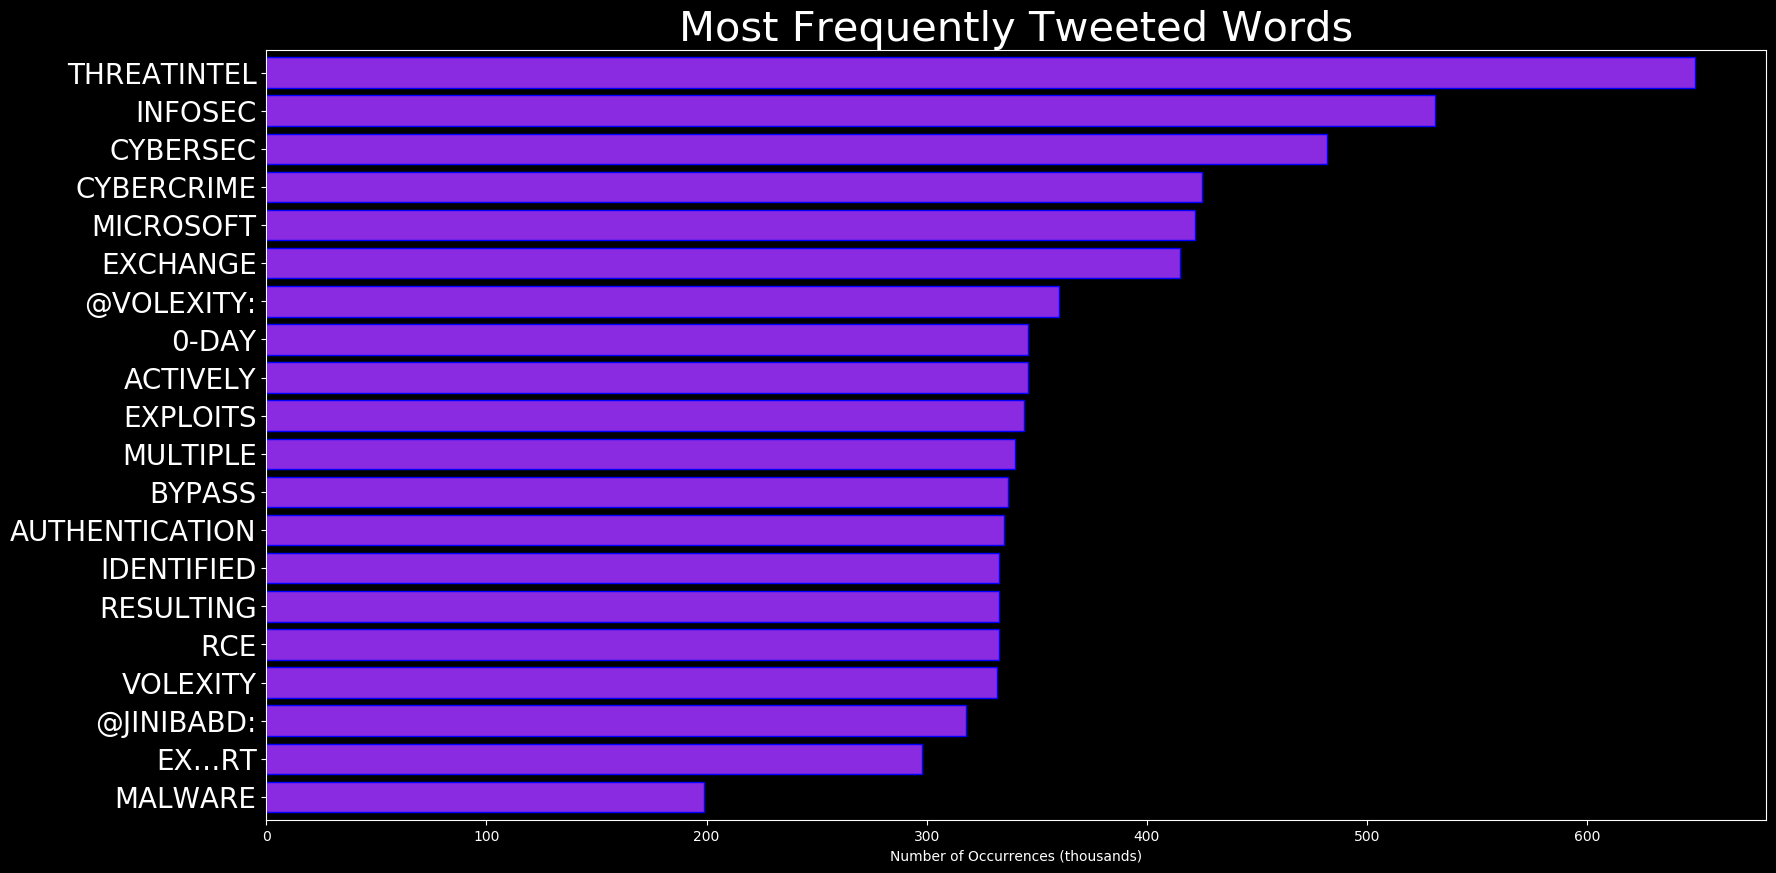 Most Frequently Tweeted Words
THREATINTEL
INFOSEC
CYBERSEC
CYBERCRIME
MICROSOFT
EXCHANGE
@VOLEXITY:
0-DAY
ACTIVELY
EXPLOITS
MULTIPLE
BYPASS
AUTHENTICATION
IDENTIFIED
RESULTING
RCE
VOLEXITY
@JINIBABD:
EX…RT
MALWARE
0 100 200 300 400 500 600
Number of Occurrences (thousands)